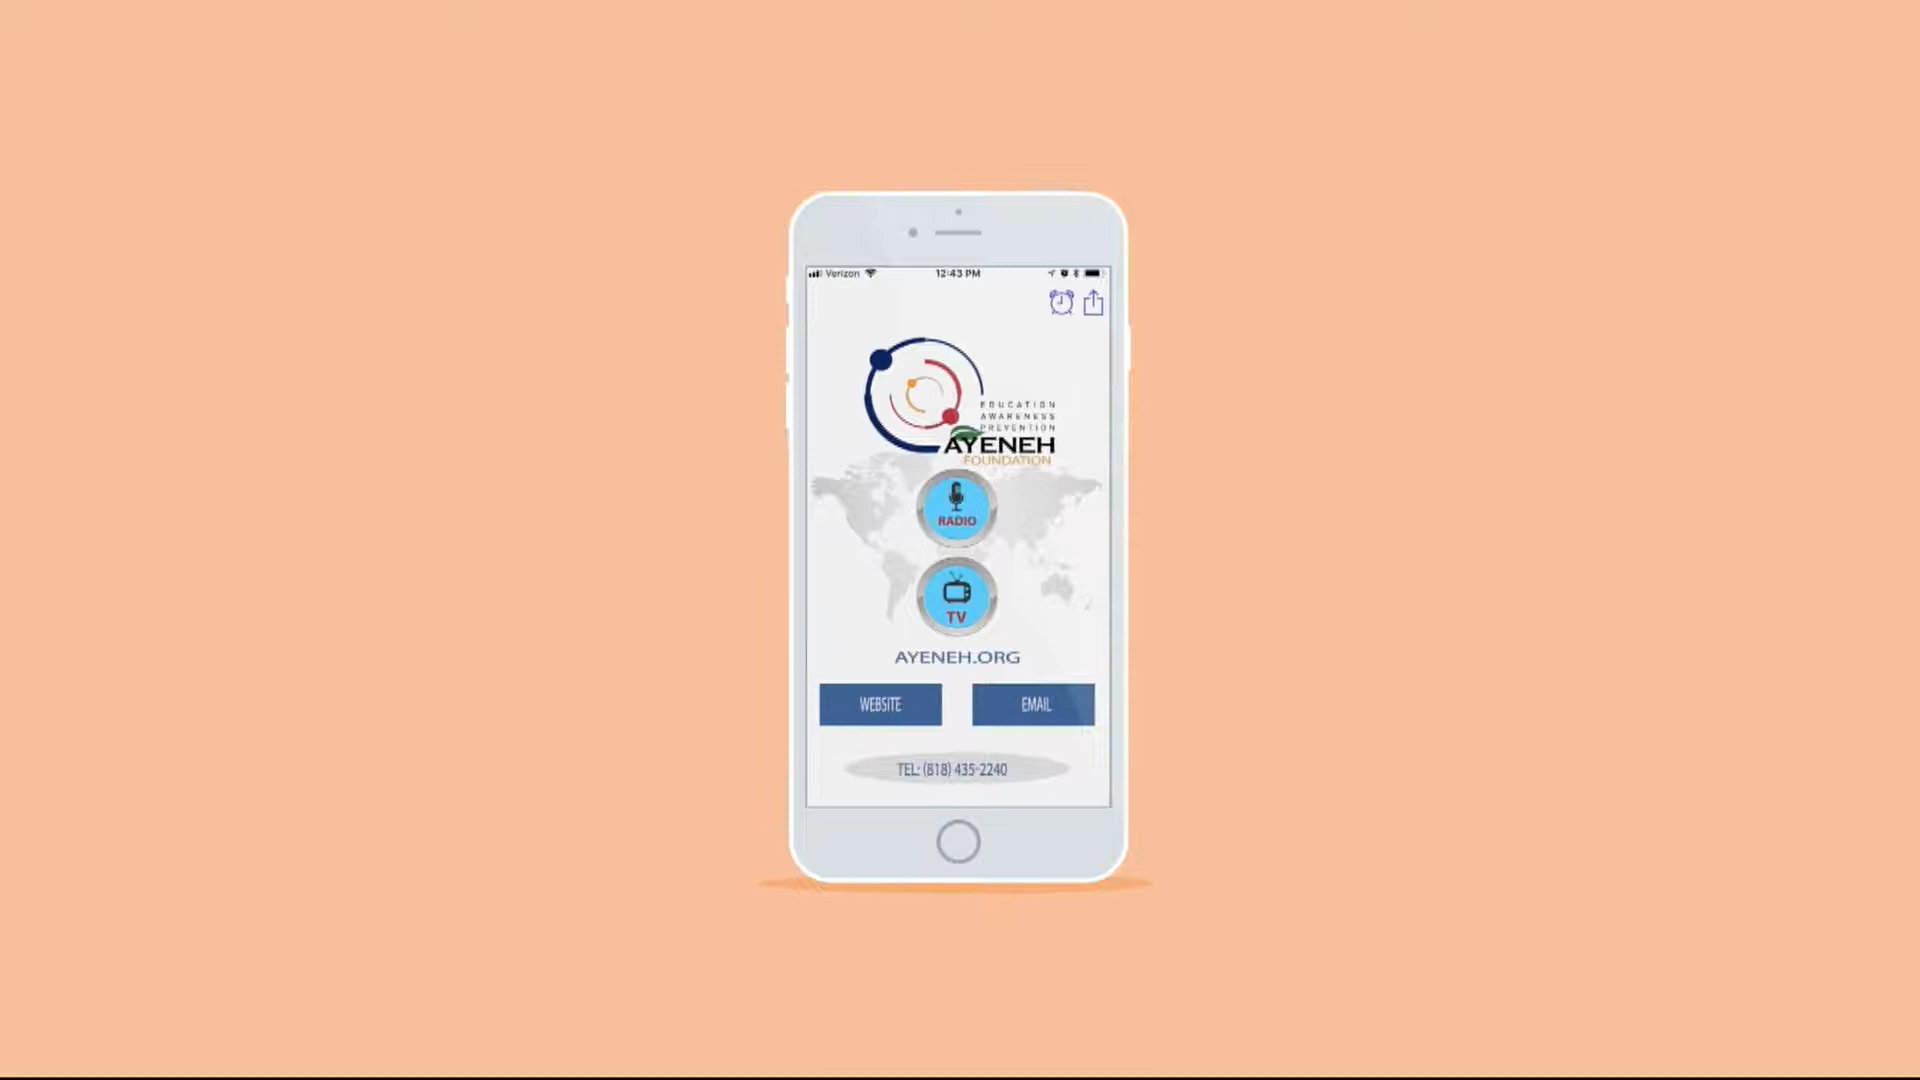 Verizon 12:43 PM
EDUCATION
AWARENESS
PREVENTION
AYENEH
FOUNDATION
RADIO
TV
AYENEH.ORG
WEBSITE EMAIL
TEL: (818) 435-2240